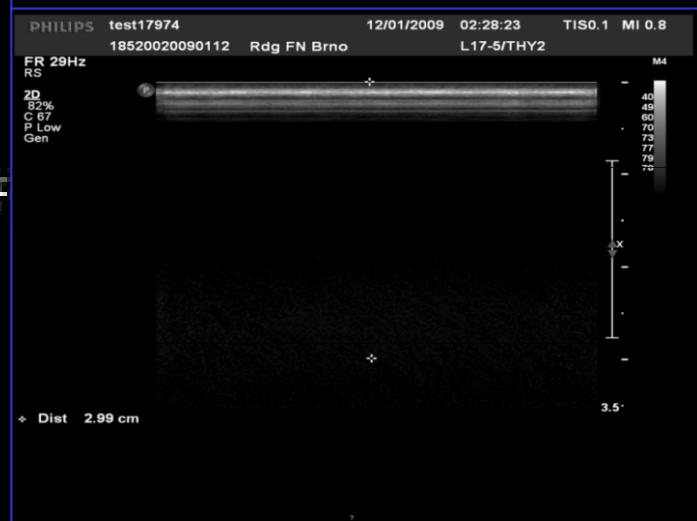 PHILIPS test17974 12/01/2009 02:28:23 TIS0.1 MI 0.8
18520020090112 Rdg FN Brno L17-5/THY2
FR 29Hz
RS
M4
2D
82%
C 67
P Low
Gen
P
40
49
60
70
73
77
79
78
x
3.5
Dist 2.99 cm
?